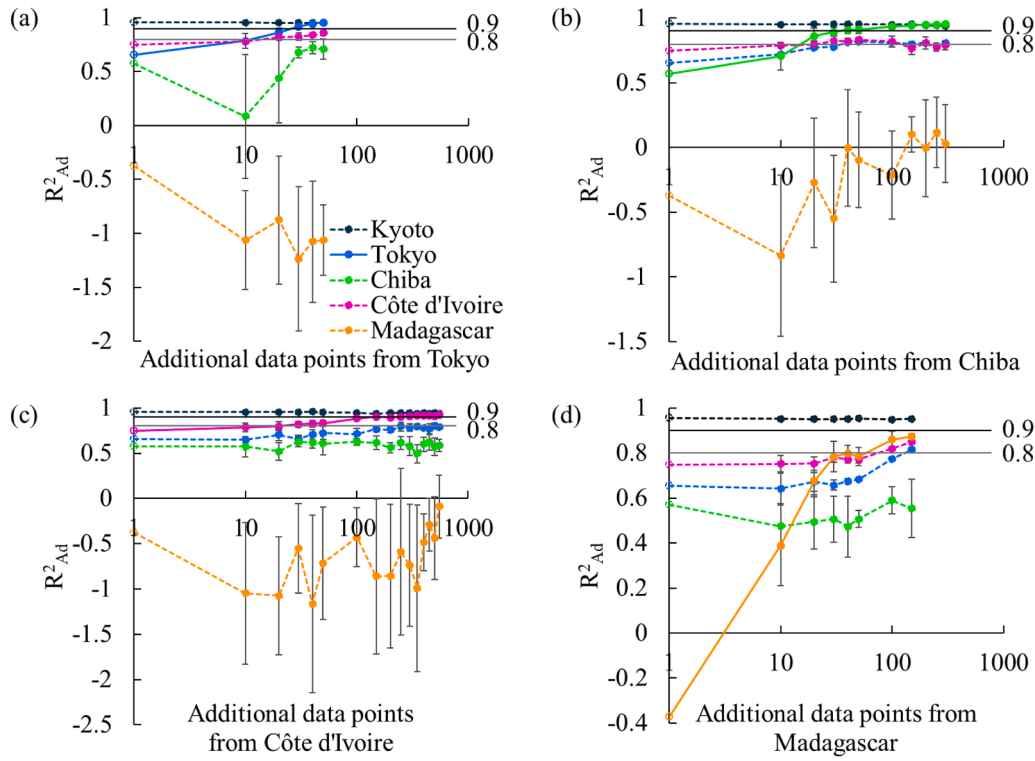 (a)
1
0.9
0.8
0.5
0
1
10
100
1000
-0.5
-1
-1.5
-2
R²Ad
Kyoto
Tokyo
Chiba
Côte d'Ivoire
Madagascar
Additional data points from Tokyo
(b)
1
0.9
0.8
0.5
0
1
10
100
1000
-0.5
-1
-1.5
R²Ad
Additional data points from Chiba
(c)
1
0.9
0.8
0.5
0
1
10
100
1000
-0.5
-1
-1.5
-2
-2.5
R²Ad
Additional data points
from Côte d'Ivoire
(d)
1
0.9
0.8
0.8
0.6
0.4
0.2
0
1
10
100
1000
-0.2
-0.4
R²Ad
Additional data points from
Madagascar